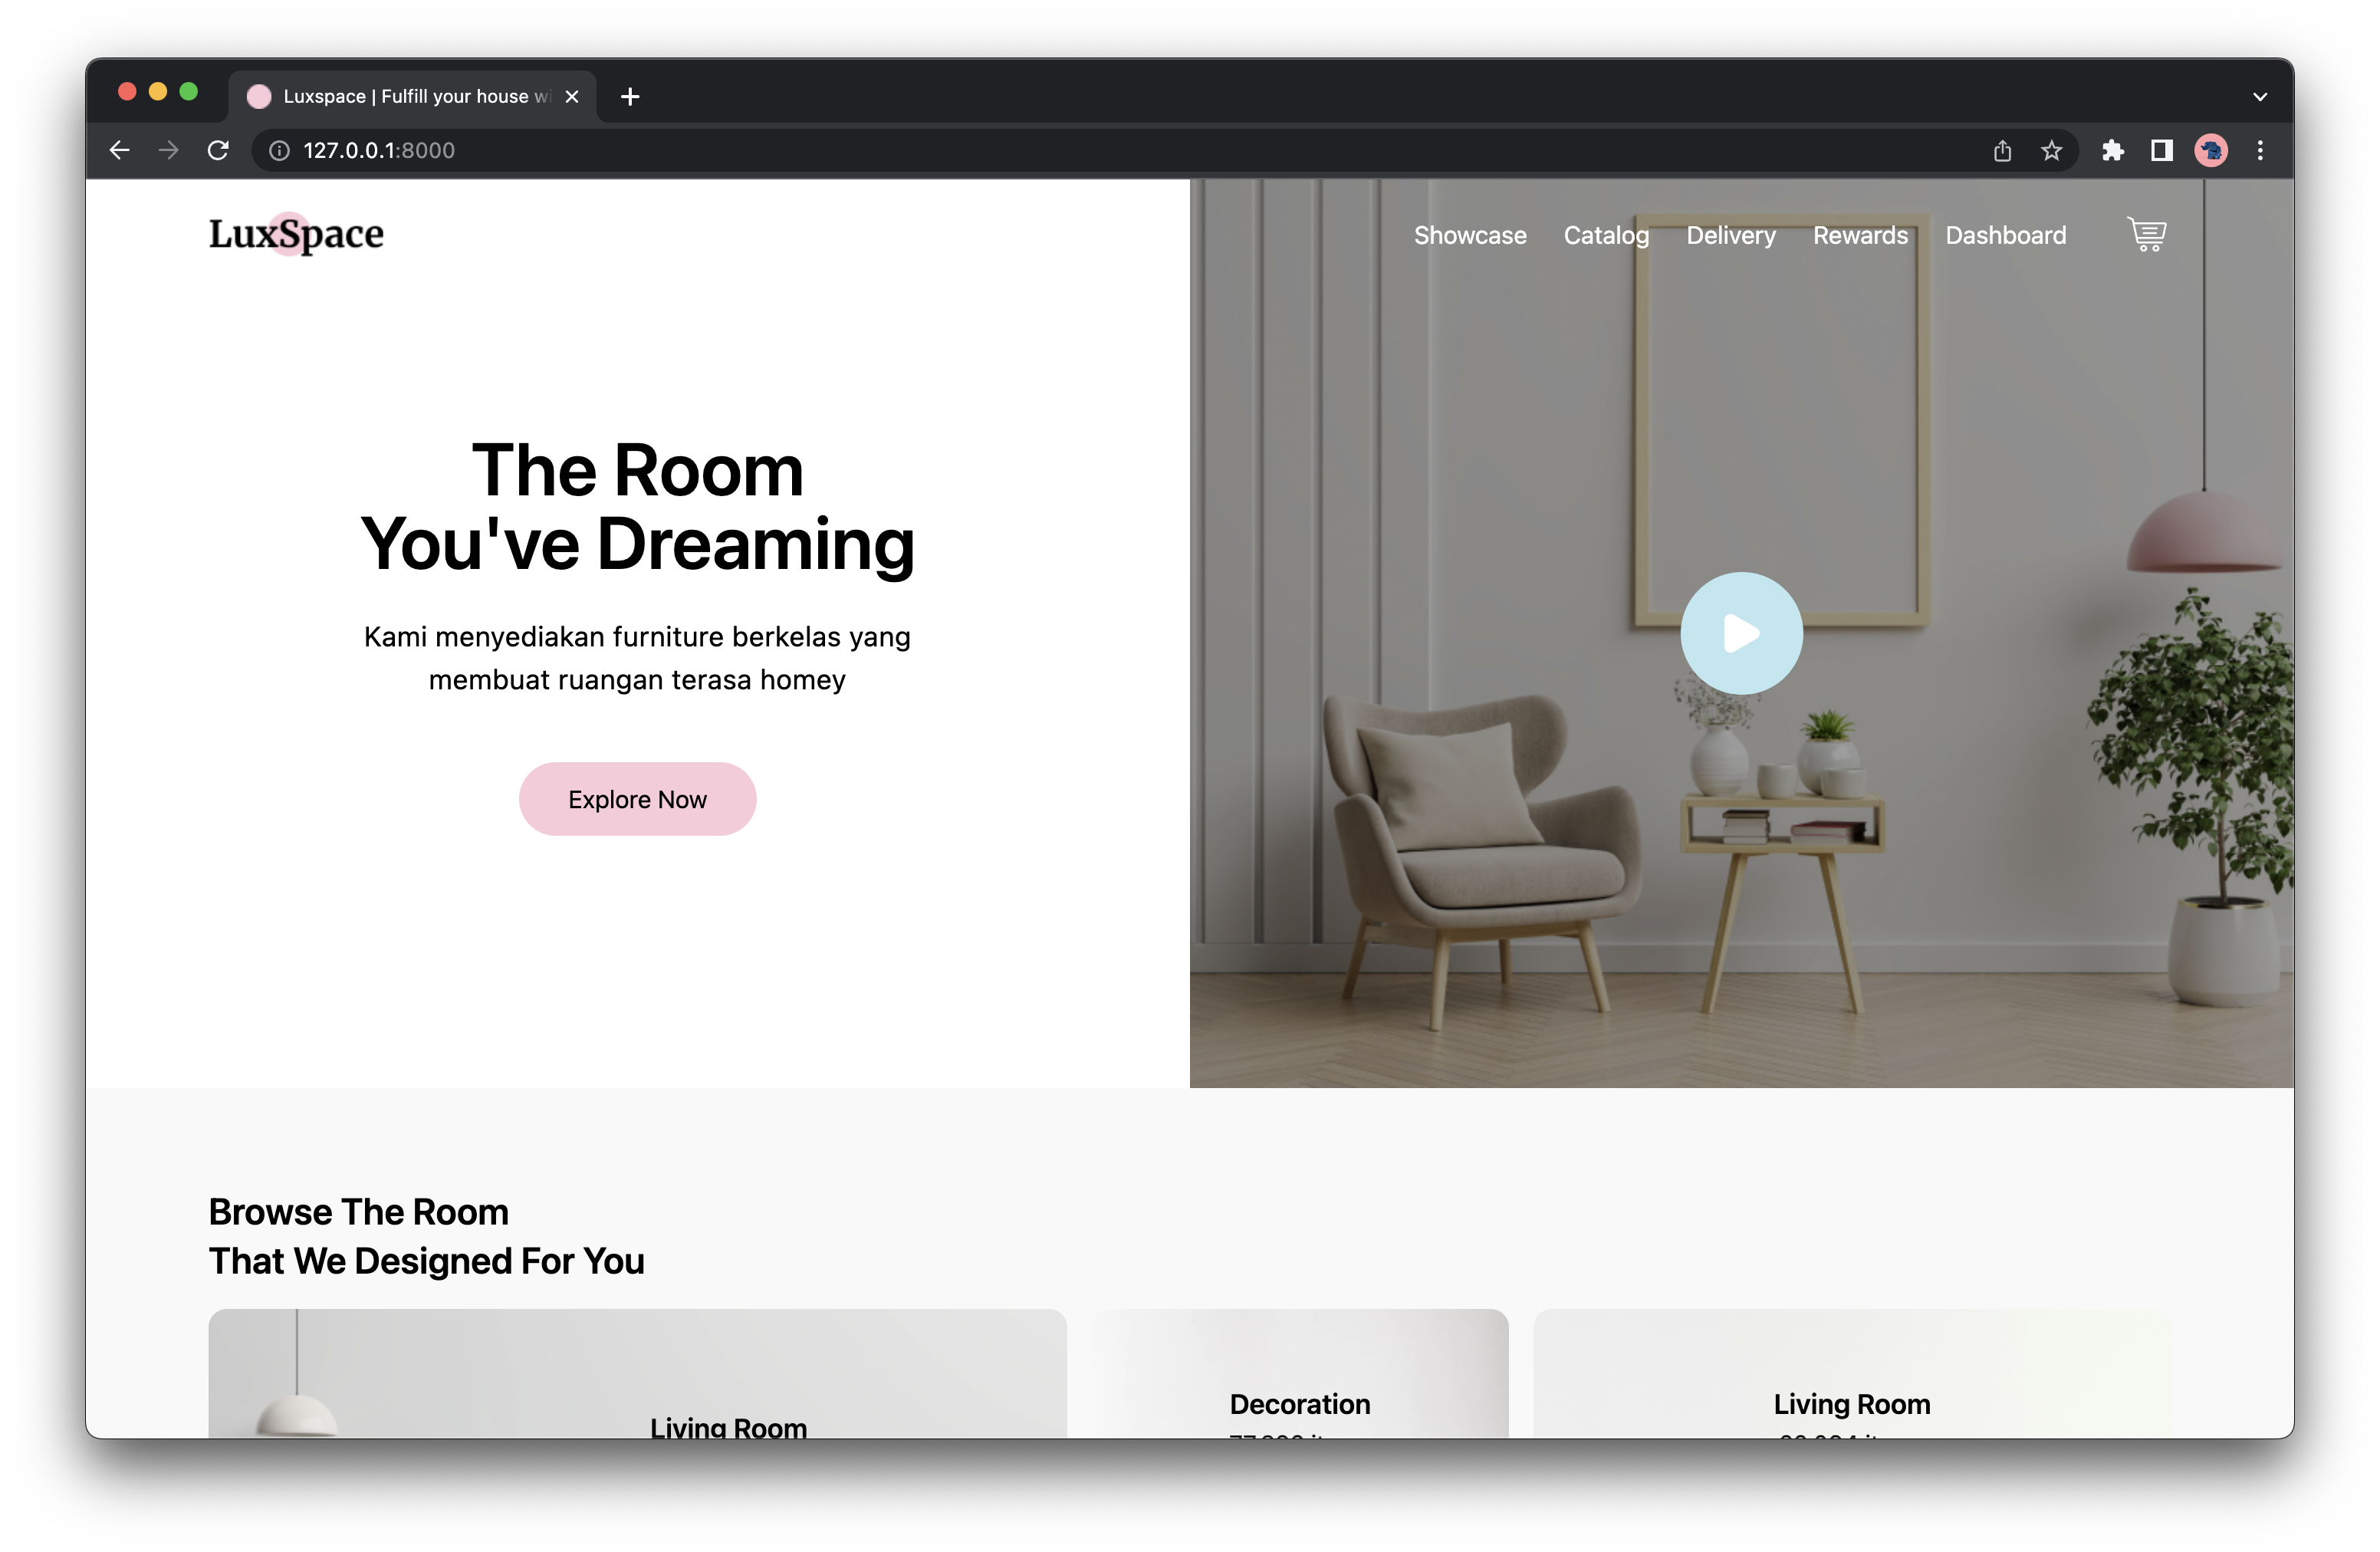 Luxspace | Fulfill your house
127.0.0.1:8000
LuxSpace
Showcase Catalog Delivery Rewards Dashboard
The Room
You've Dreaming
Kami menyediakan furniture berkelas yang
membuat ruangan terasa homey
Explore Now
Browse The Room
That We Designed For You
Living Room
Decoration
Living Room